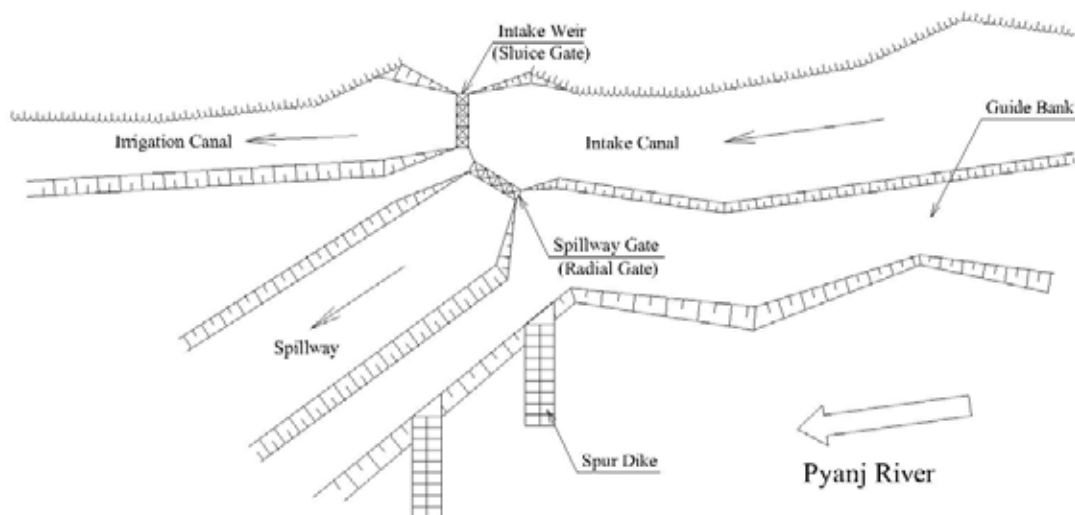 Intake Weir
(Sluice Gate)
Guide Bank
Irrigation Canal
Intake Canal
Spillway Gate
(Radial Gate)
Spillway
Spur Dike
Pyanj River